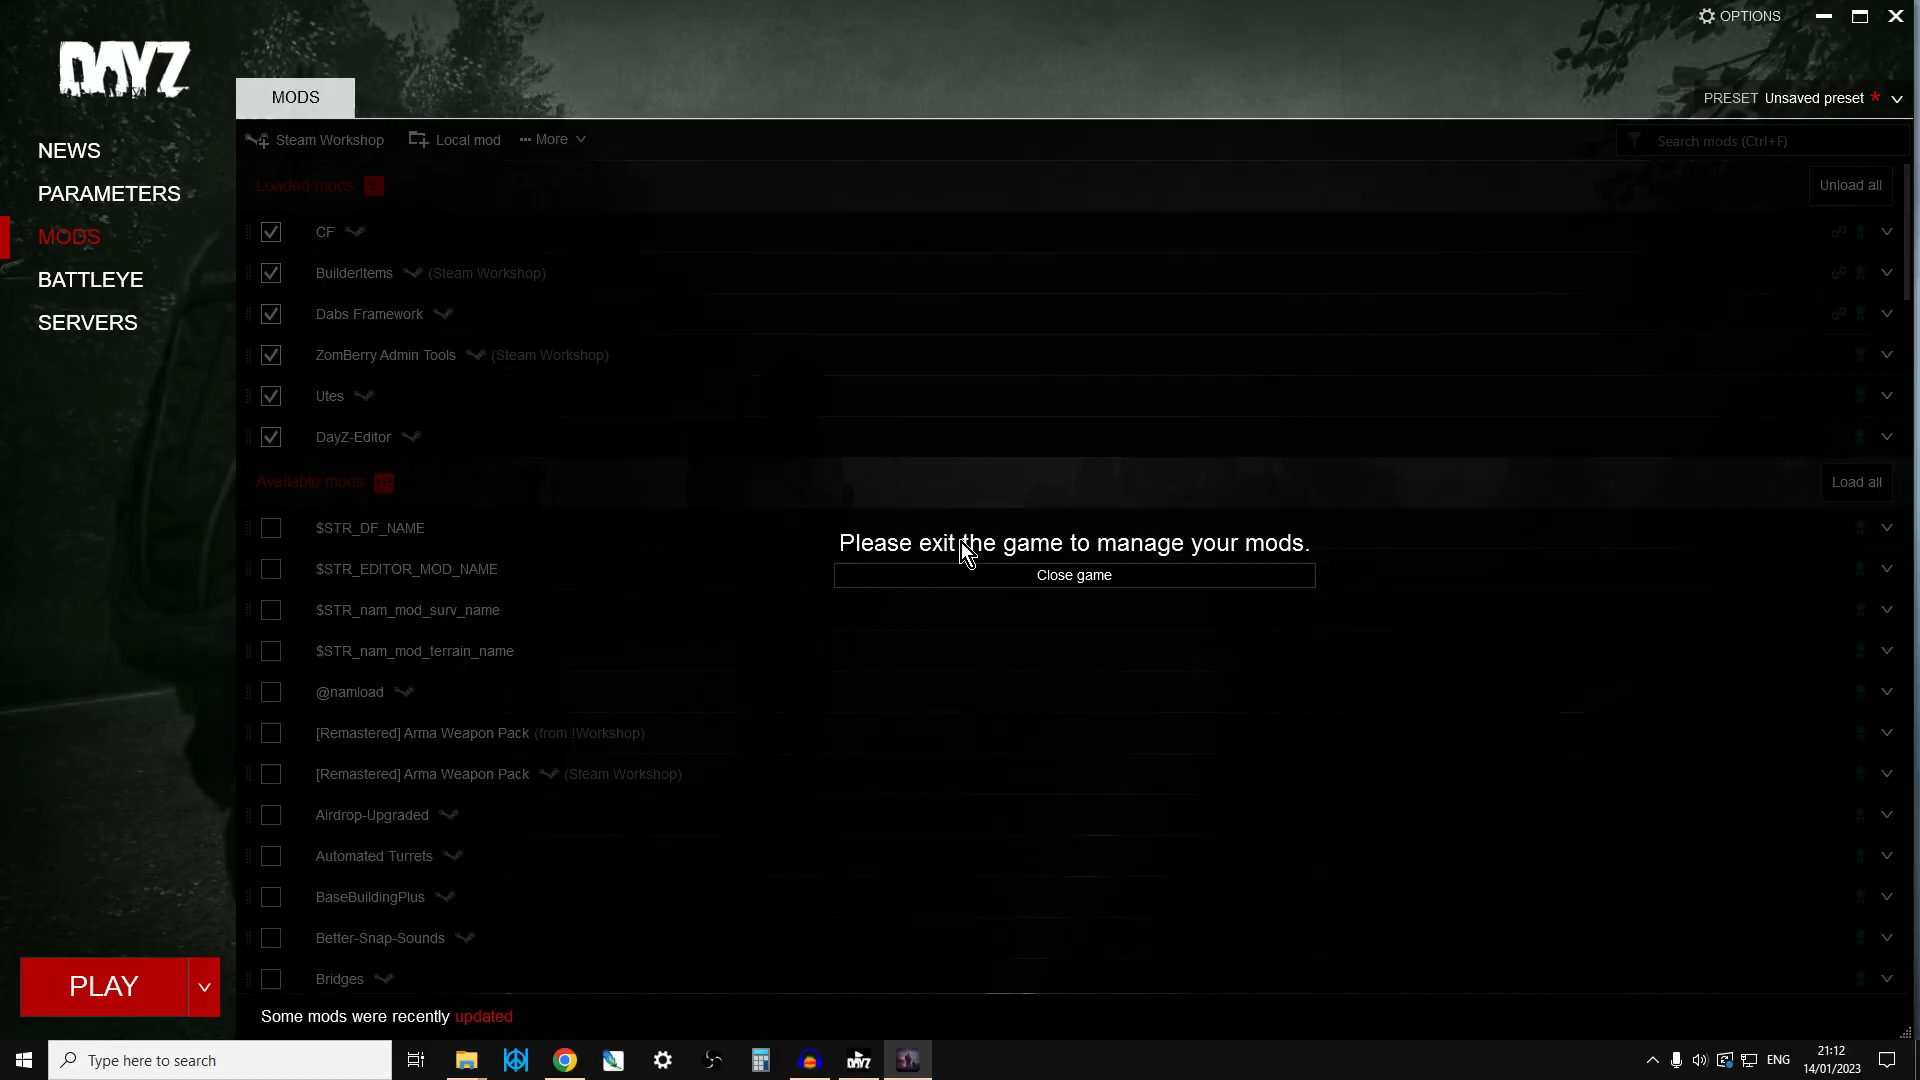 OPTIONS
DAYZ
MODS
PRESET Unsaved preset *
NEWS
PARAMETERS
MODS
BATTLEYE
SERVERS
Steam Workshop
Local mod
More
Search mods (Ctrl+F)
Loaded mods 6
Unload all
CF
BuilderItems (Steam Workshop)
Dabs Framework
ZomBerry Admin Tools (Steam Workshop)
Utes
DayZ-Editor
Available mods
Load all
$STR_DF_NAME
Please exit the game to manage your mods.
Close game
$STR_EDITOR_MOD_NAME
$STR_nam_mod_surv_name
$STR_nam_mod_terrain_name
@namload
[Remastered] Arma Weapon Pack (from !Workshop)
[Remastered] Arma Weapon Pack (Steam Workshop)
Airdrop-Upgraded
Automated Turrets
BaseBuildingPlus
Better-Snap-Sounds
Bridges
PLAY
Some mods were recently updated
Type here to search
DAYZ
ENG
21:12
14/01/2023